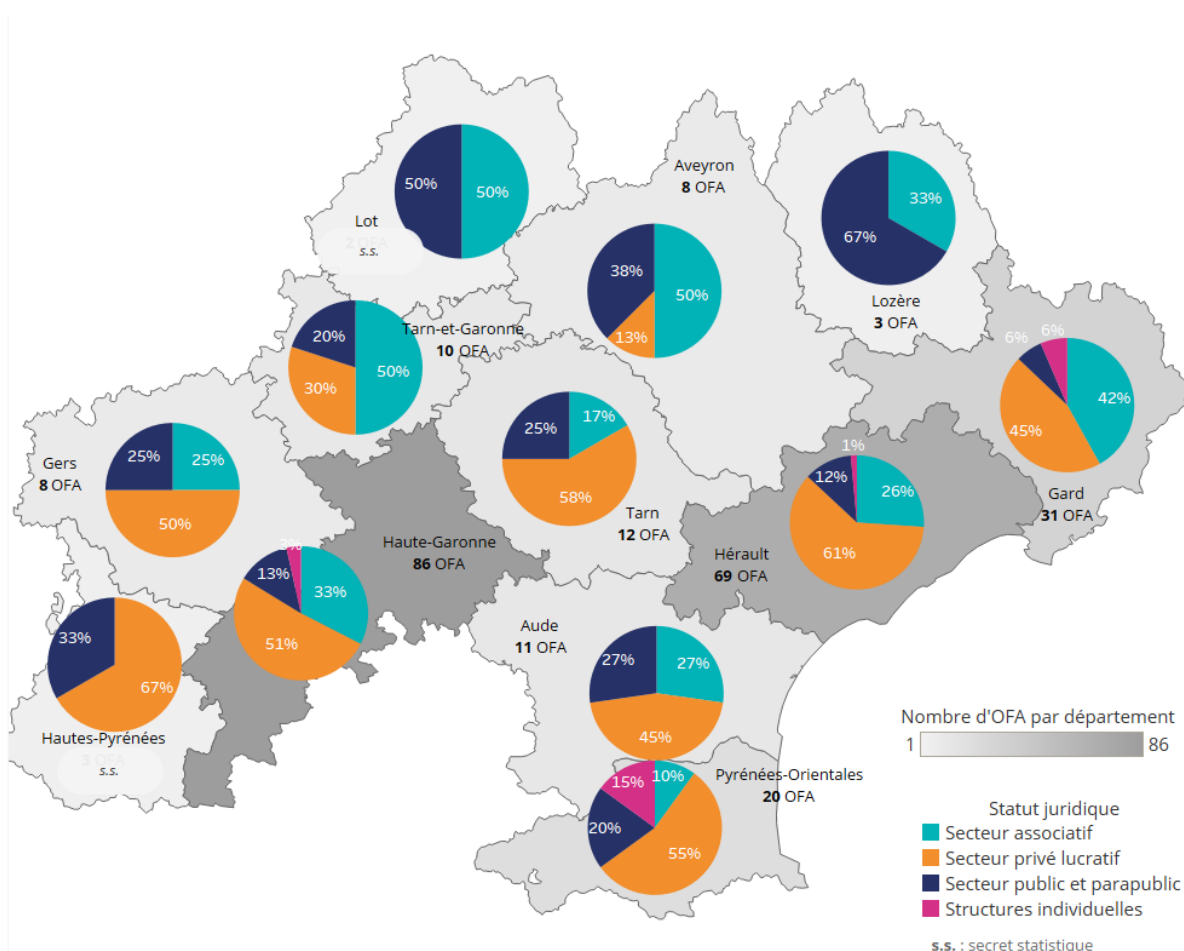 Aveyron
8 OFA
50%
50%
33%
67%
Lot
2 OFA
s.s.
38%
50%
13%
Lozère
3 OFA
Tarn-et-Garonne
10 OFA
20%
50%
30%
6%
6%
42%
45%
Gard
31 OFA
17%
25%
58%
Tarn
12 OFA
Gers
8 OFA
25%
25%
50%
1%
12%
26%
61%
Hérault
69 OFA
Haute-Garonne
86 OFA
3%
13%
33%
51%
33%
67%
Hautes-Pyrénées
3 OFA
s.s.
Aude
11 OFA
27%
27%
45%
Pyrénées-Orientales
20 OFA
15%
10%
20%
55%
Nombre d'OFA par département
1 86
Statut juridique
Secteur associatif
Secteur privé lucratif
Secteur public et parapublic
Structures individuelles
s.s. : secret statistique